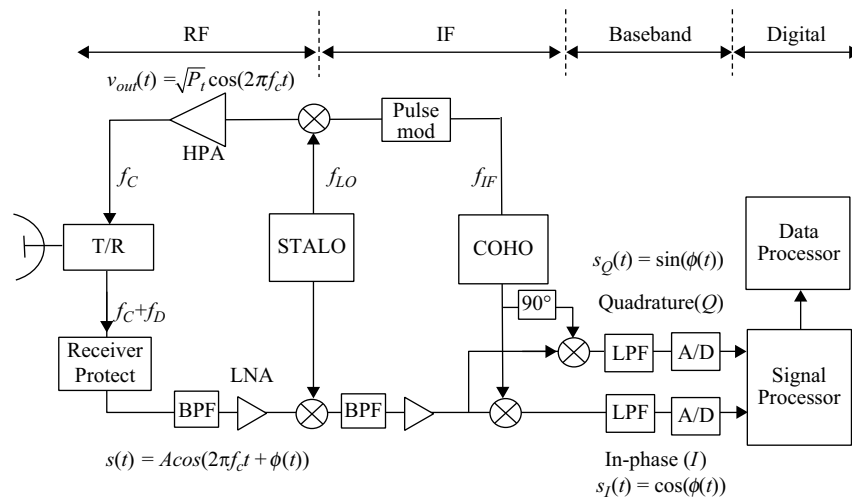 RF
IF
Baseband
Digital
v_out(t) = √P_t cos(2πf_c t)
Pulse
mod
HPA
f_C
f_LO
f_IF
T/R
STALO
COHO
Data
Processor
s_Q(t) = sin(ϕ(t))
90°
Quadrature(Q)
f_C+f_D
Receiver
Protect
LPF
A/D
LNA
Signal
Processor
BPF
BPF
LPF
A/D
s(t) = Acos(2πf_c t + ϕ(t))
In-phase (I)
s_I(t) = cos(ϕ(t))